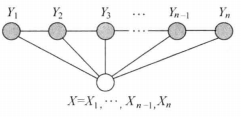 Y₁ Y₂ Y₃ ··· Yₙ₋₁ Yₙ
X=X₁,···, Xₙ₋₁,Xₙ